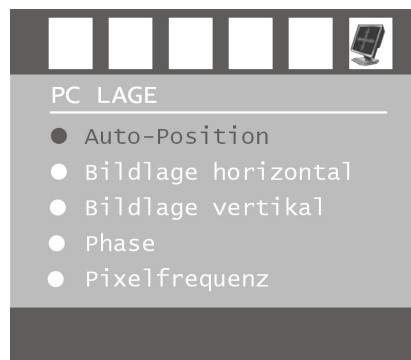 PC LAGE
Auto-Position
Bildlage horizontal
Bildlage vertikal
Phase
Pixelfrequenz